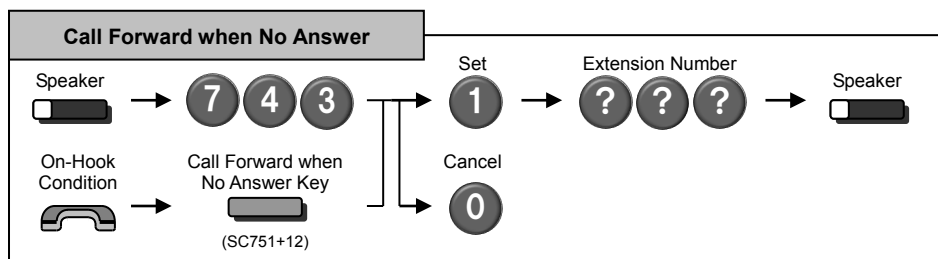 Call Forward when No Answer
Speaker
7 4 3
Set
1
Extension Number
? ? ?
Speaker
On-Hook
Condition
Call Forward when
No Answer Key
(SC751+12)
Cancel
0